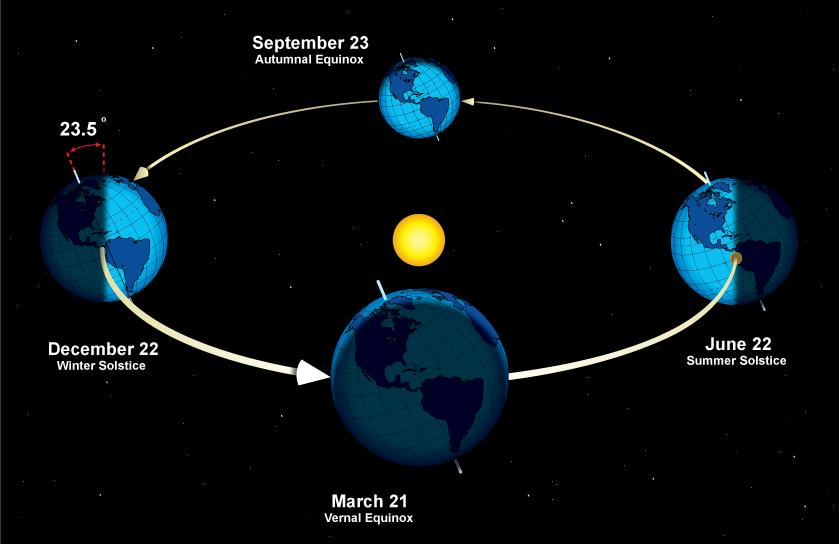 September 23
Autumnal Equinox
23.5 °
December 22
Winter Solstice
June 22
Summer Solstice
March 21
Vernal Equinox